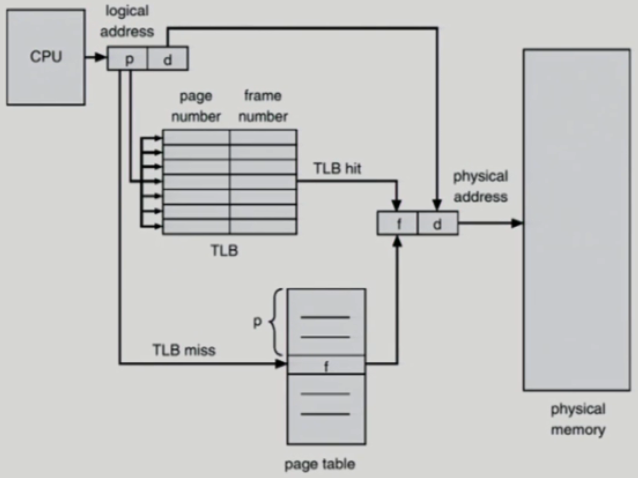 logical
address
CPU
p
d
page
number
frame
number
TLB hit
physical
address
f
d
TLB
p
TLB miss
f
page table
physical
memory